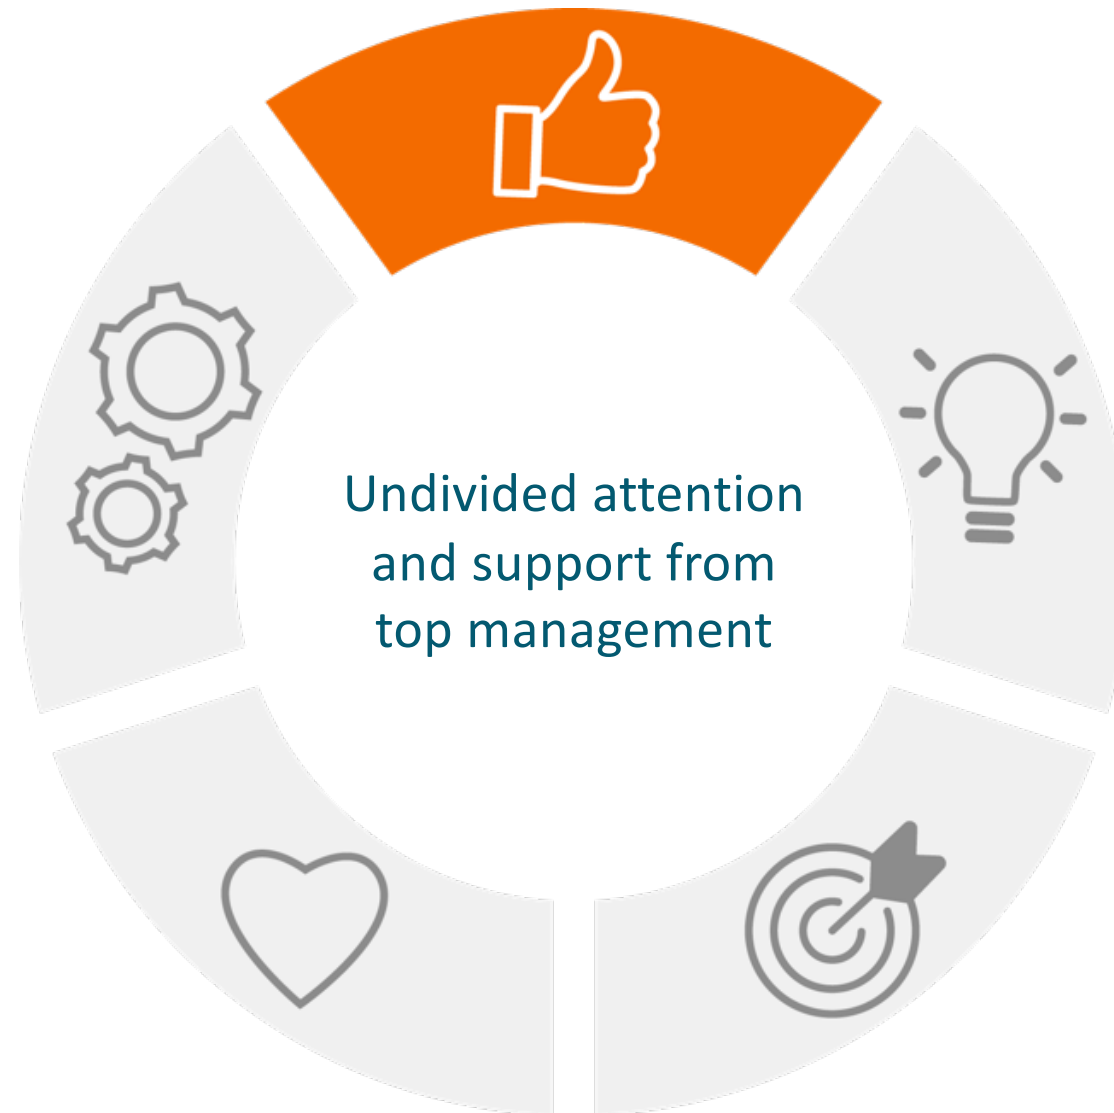 Undivided attention
and support from
top management